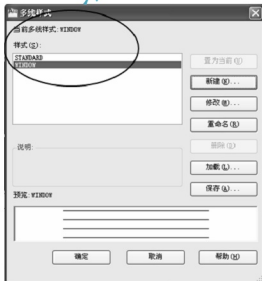 多线样式
当前多线样式: WINDOW
样式(S):
STANDARD
WINDOW
置为当前(U)
新建(N)...
修改(M)...
重命名(R)
说明:
删除(D)
加载(L)...
保存(A)...
预览: WINDOW
确定
取消
帮助(H)